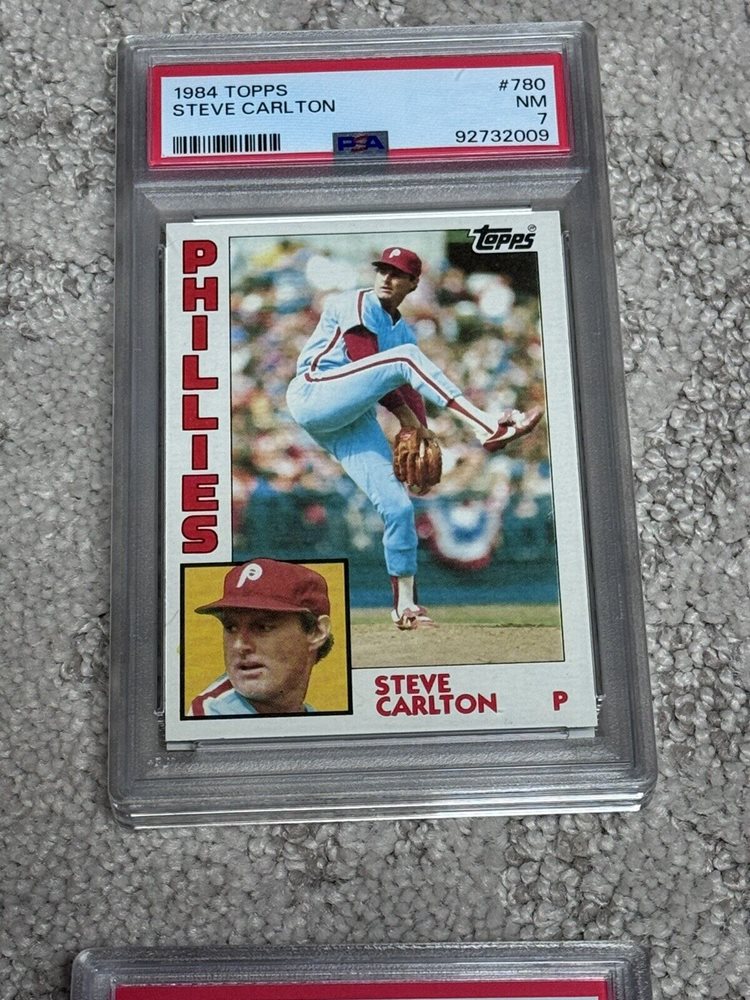 1984 TOPPS #780
STEVE CARLTON NM
7
PSA 92732009
Topps
PHILLIES
P
P
STEVE
CARLTON P